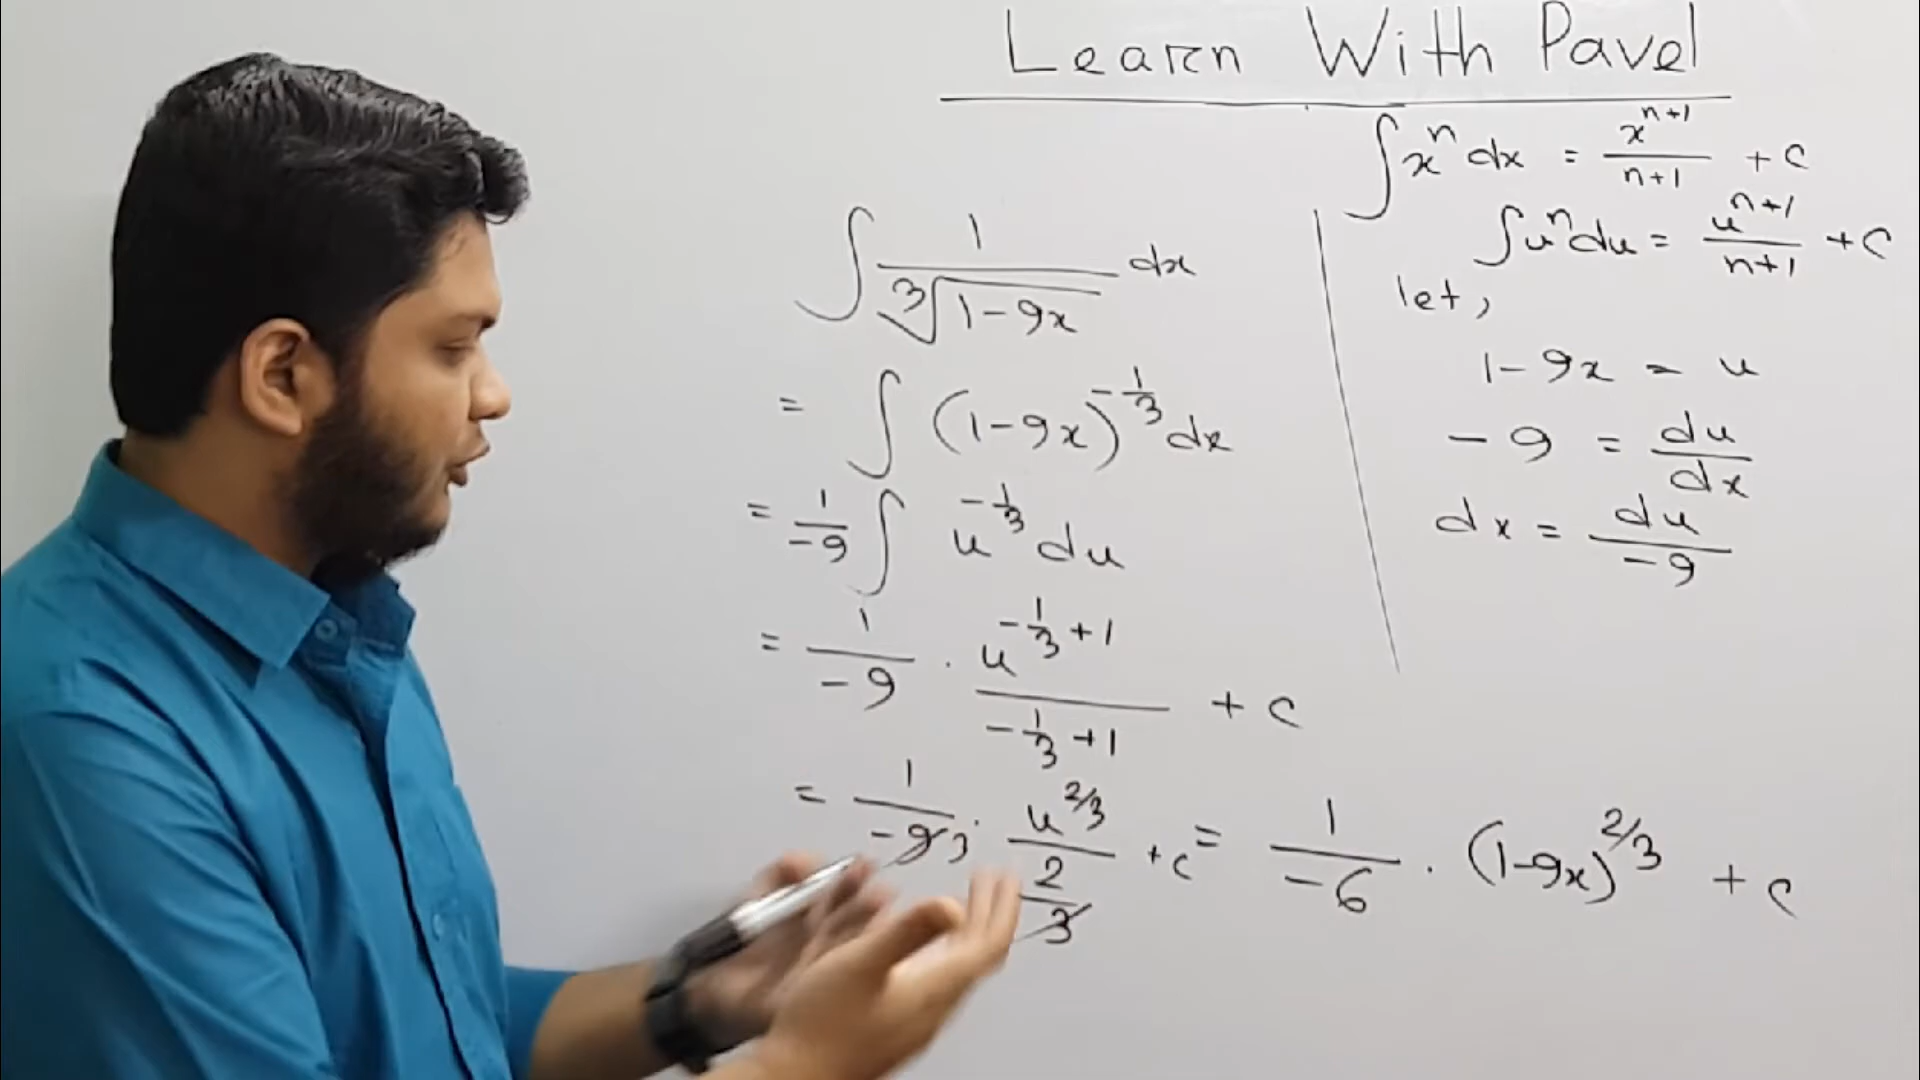 Learn With Pavel
∫ xⁿ dx = xⁿ⁺¹/(n+1) + c
∫ uⁿ du = uⁿ⁺¹/(n+1) + c
let,
1-9x = u
-9 = du/dx
dx = du/-9
∫ 1/∛(1-9x) dx
= ∫ (1-9x)^(-1/3) dx
= 1/-9 ∫ u^(-1/3) du
= 1/-9 · u^(-1/3+1)/(-1/3+1) + c
= 1/-9 3 · u^(2/3)/(2/3) + c = 1/-6 · (1-9x)^(2/3) + c